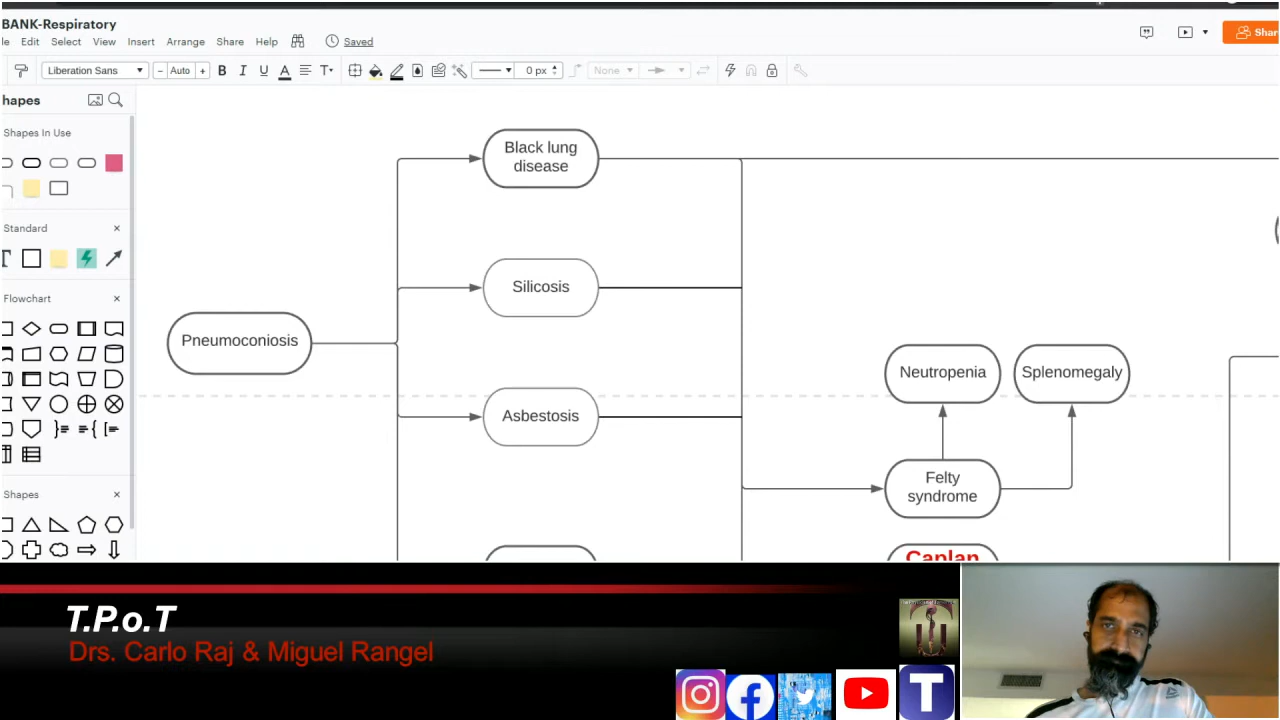 BANK-Respiratory
Edit Select View Insert Arrange Share Help Saved
Liberation Sans
- Auto +
B I U A T
0 px
None
Shar
hapes
Shapes In Use
Standard
Flowchart
Shapes
Black lung
disease
Silicosis
Pneumoconiosis
Asbestosis
Neutropenia
Splenomegaly
Felty
syndrome
Caplan
T.P.o.T
Drs. Carlo Raj & Miguel Rangel